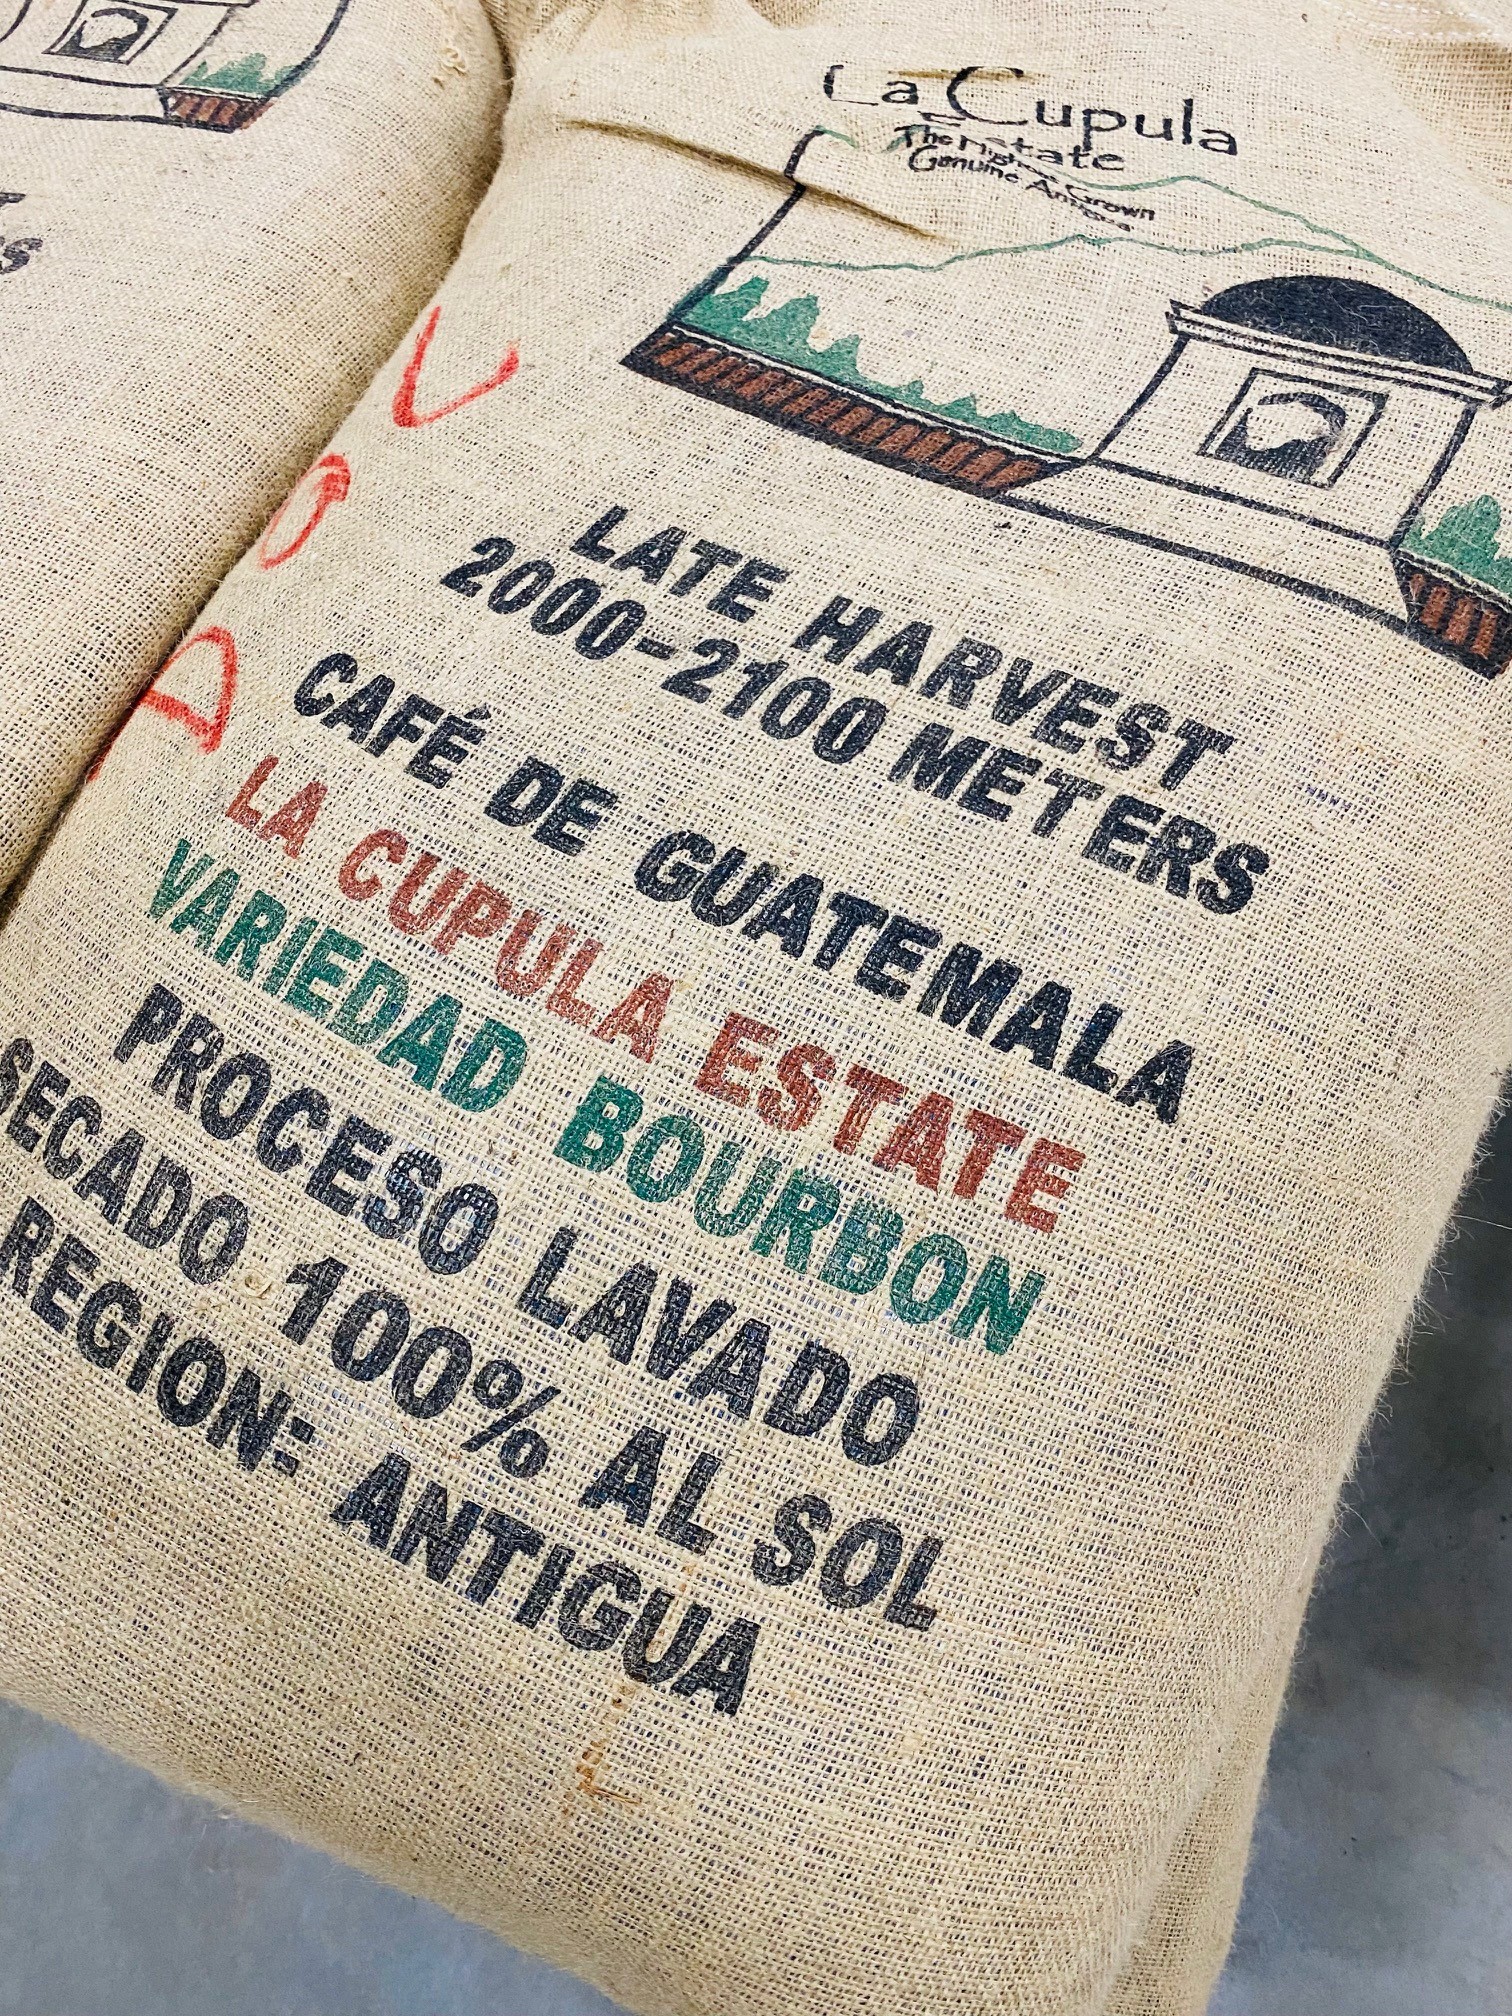 La Cupula
Estate
The Highest Grown
Genuine Antigua
LATE HARVEST
2000-2100 METERS
CAFÉ DE GUATEMALA
LA CUPULA ESTATE
VARIEDAD BOURBON
PROCESO LAVADO
SECADO 100% AL SOL
REGION: ANTIGUA